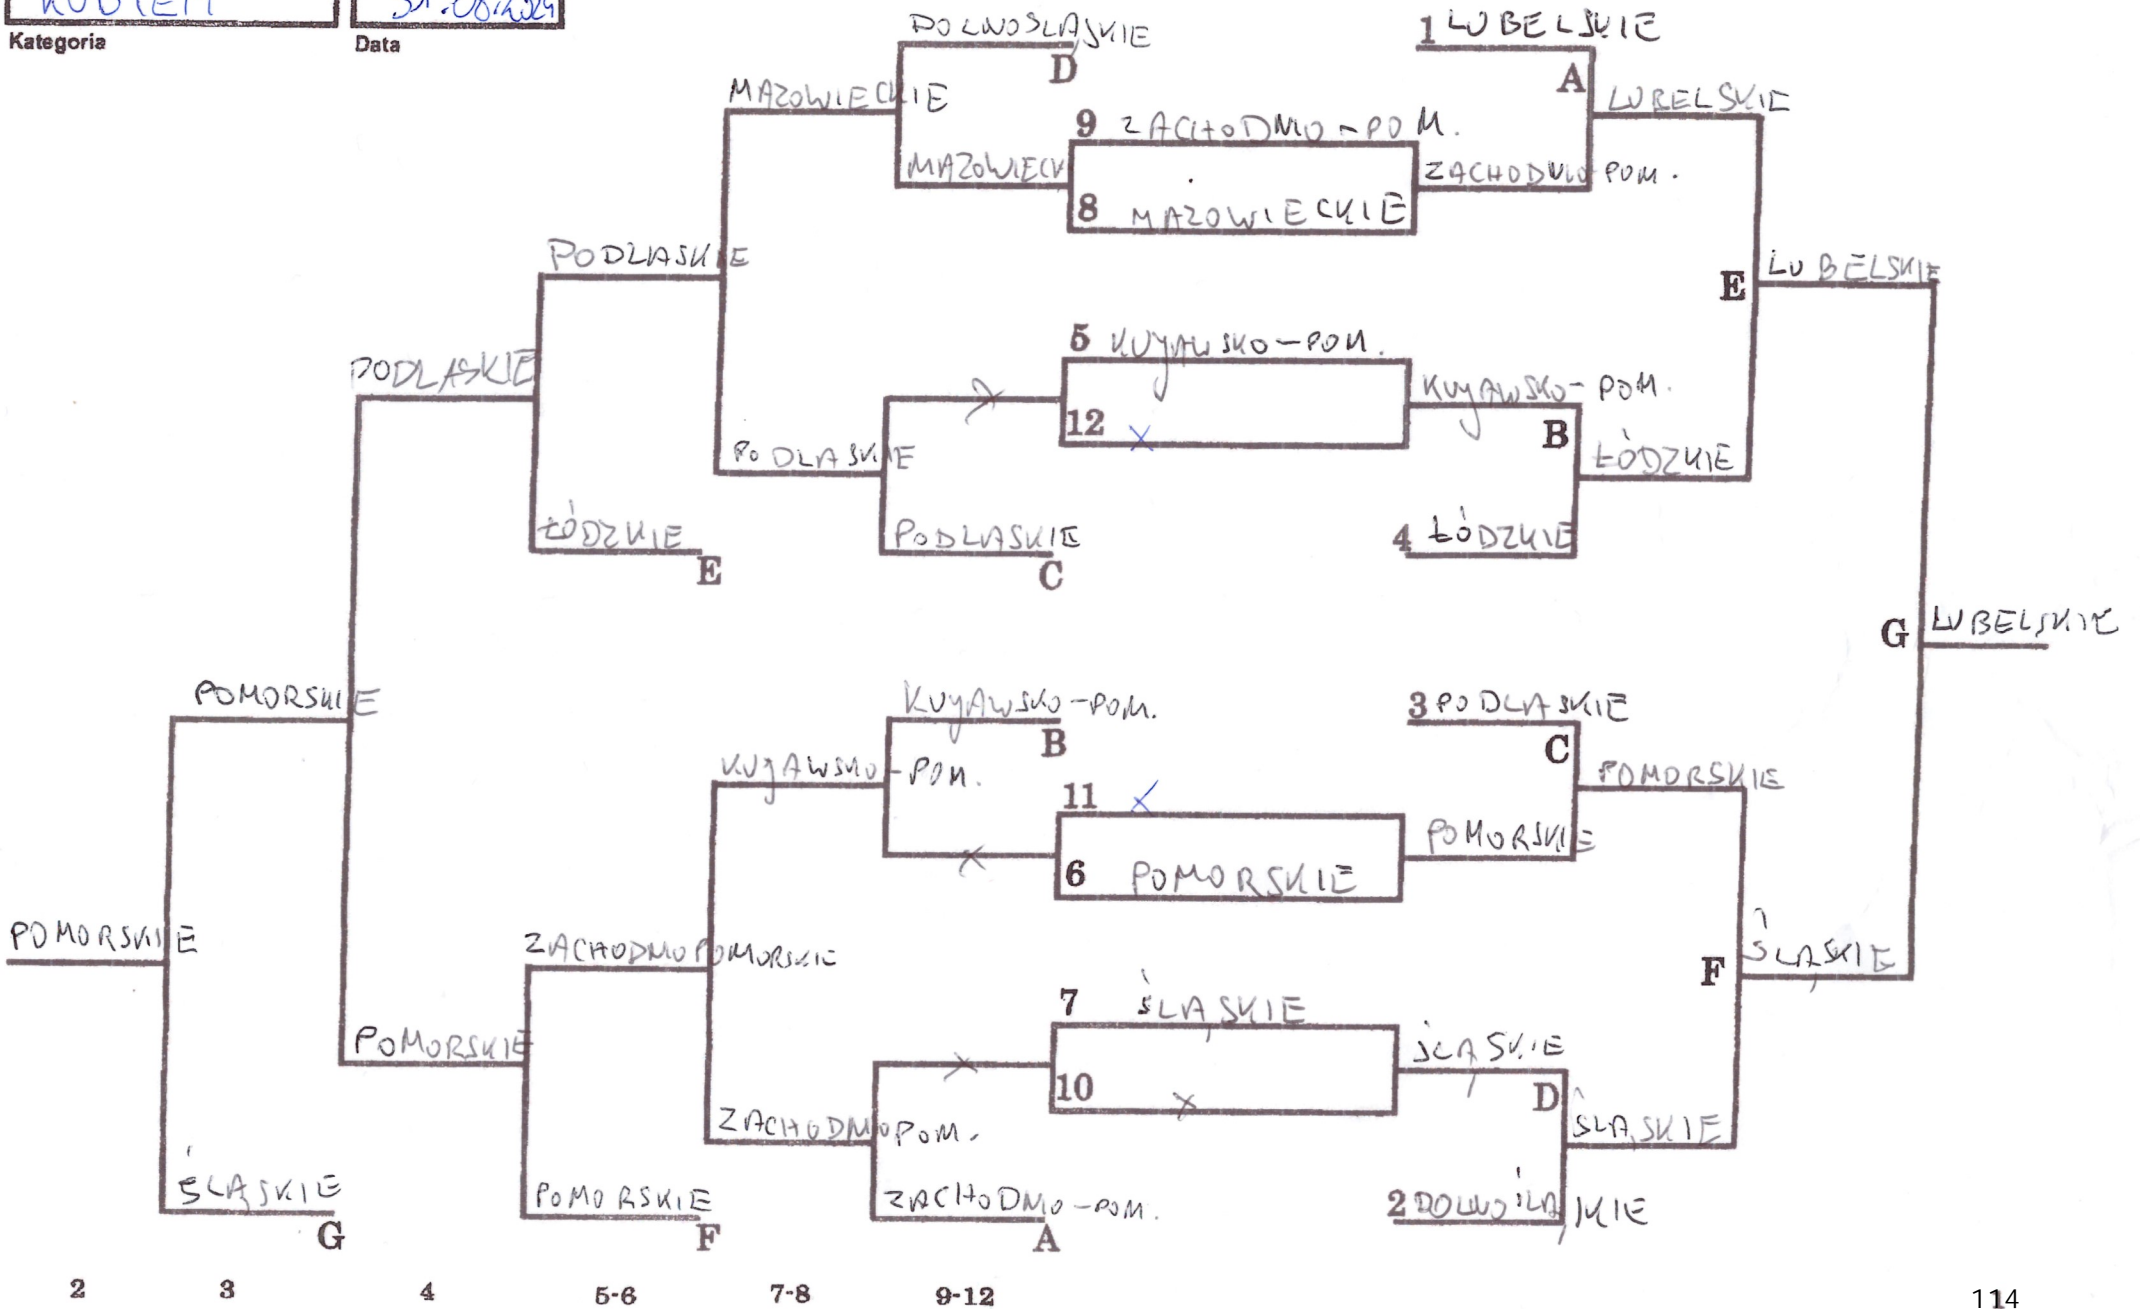 Kategoria
Data
DOLNOŚLĄSKIE
D
MAZOWIECKIE
9 ZACHODNIO-POM.
MAZOWIECK
8 MAZOWIECKIE
1 LUBELSKIE
A
LUBELSKIE
ZACHODNIO POM.
PODLASKIE
E
LUBELSKIE
5 KUJAWSKO-POM.
PODLASKIE
12 X
KUJAWSKO-POM.
B
ŁÓDZKIE
PODLASKIE
X
PODLASKIE
C
4 ŁÓDZKIE
ŁÓDZKIE
E
G
LUBELSKIE
POMORSKIE
KUJAWSKO-POM.
B
3 PODLASKIE
C
KUJAWSKO-POM.
11 X
POMORSKIE
X
6 POMORSKIE
POMORSKIE
POMORSKIE
ZACHODNIOPOMORSKIE
F
ŚLĄSKIE
7 ŚLĄSKIE
POMORSKIE
X
10 X
ŚLĄSKIE
D
ŚLĄSKIE
ZACHODNIOPOM.
ŚLĄSKIE
G
POMORSKIE
F
ZACHODNIO-POM.
A
2 DOLNOŚLĄSKIE
2 3 4 5-6 7-8 9-12
114